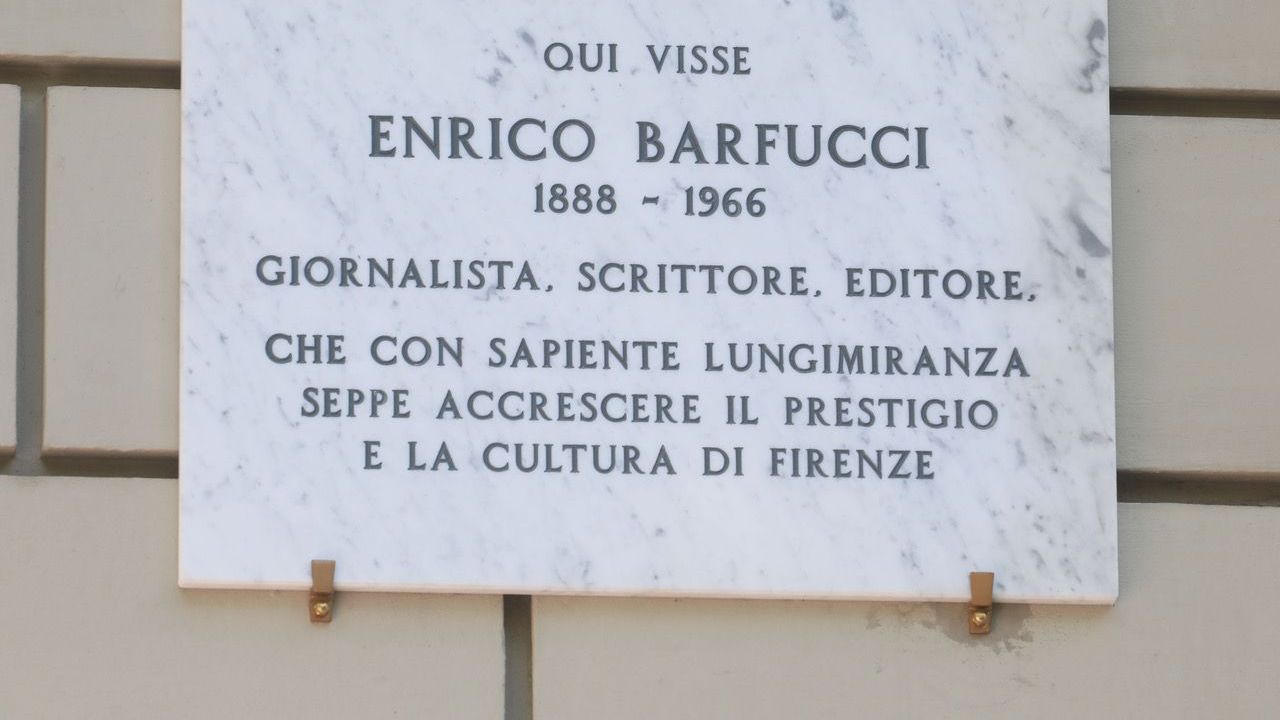 QUI VISSE
ENRICO BARFUCCI
1888 - 1966
GIORNALISTA, SCRITTORE, EDITORE,
CHE CON SAPIENTE LUNGIMIRANZA
SEPPE ACCRESCERE IL PRESTIGIO
E LA CULTURA DI FIRENZE